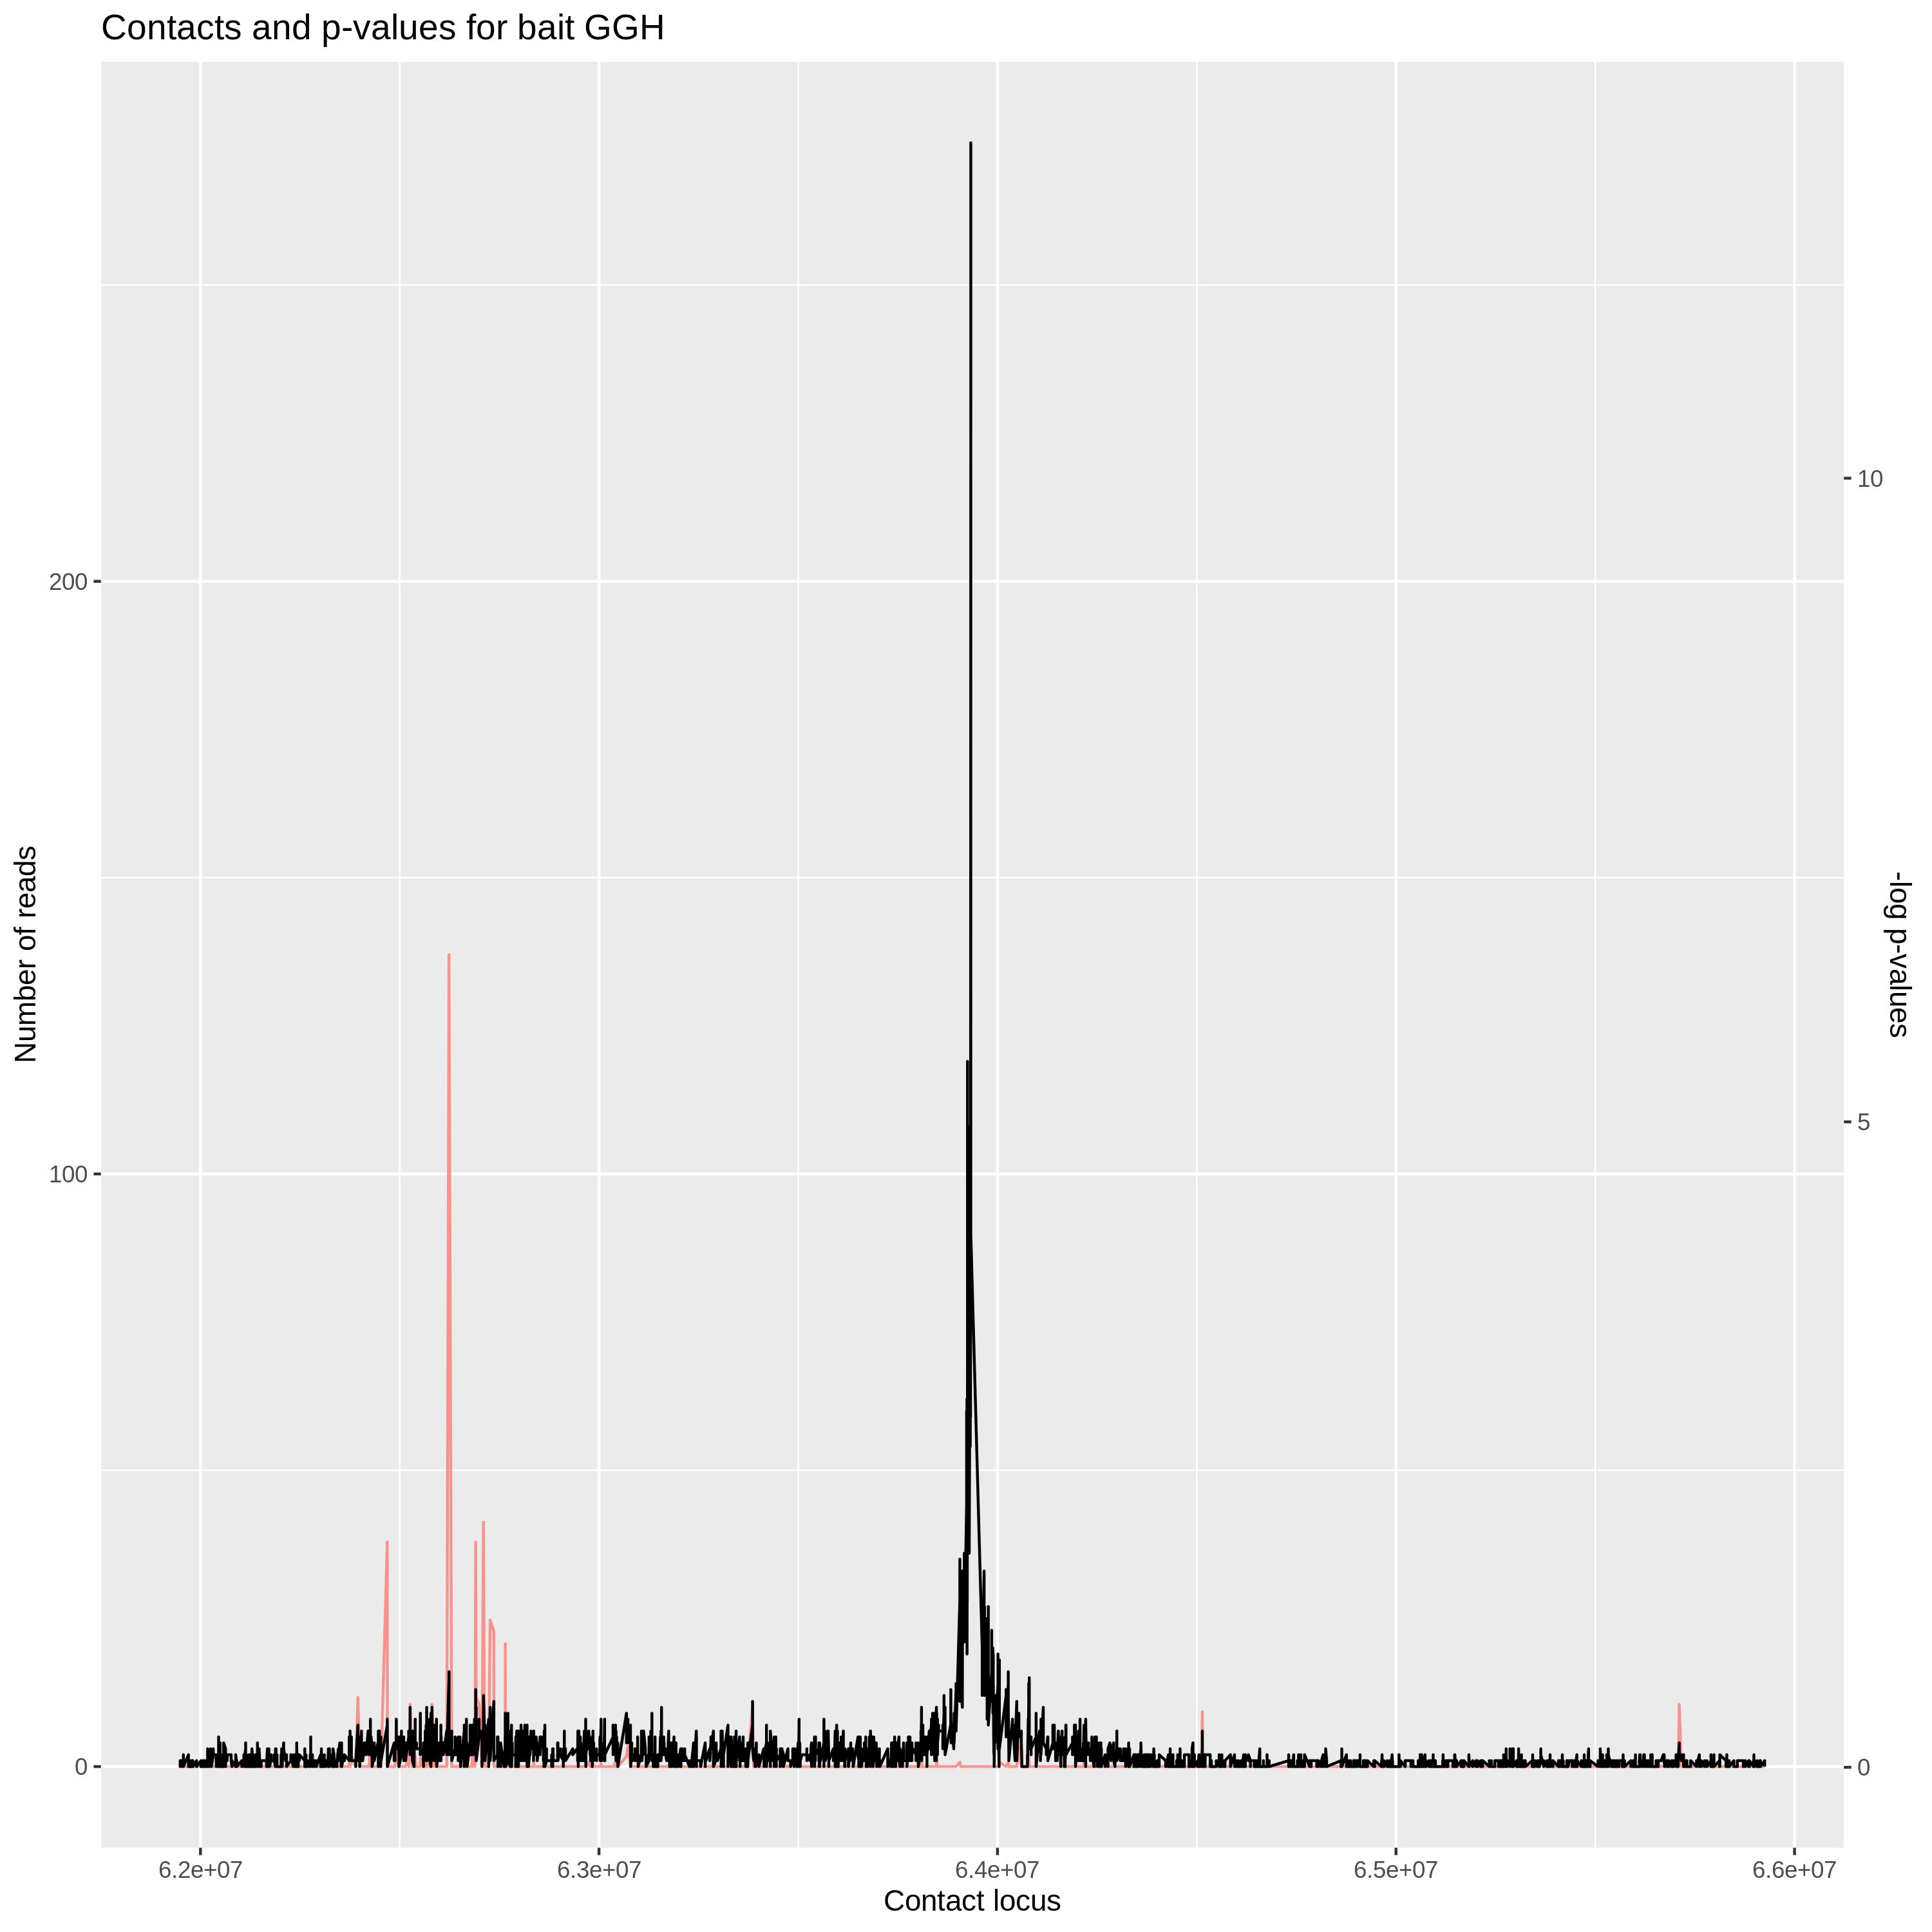 Contacts and p-values for bait GGH
Number of reads
200
100
0
10
5
0
-log p-values
6.2e+07
6.3e+07
6.4e+07
6.5e+07
6.6e+07
Contact locus